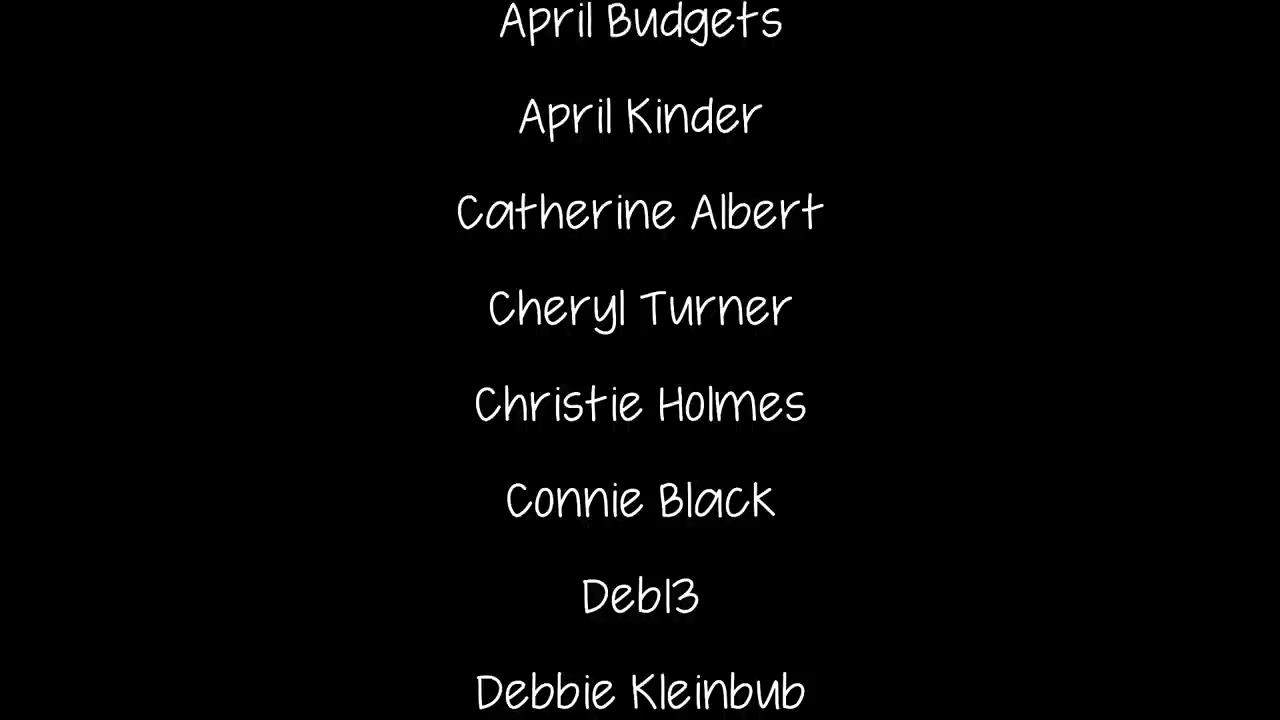 April Budgets
April Kinder
Catherine Albert
Cheryl Turner
Christie Holmes
Connie Black
Deb13
Debbie Kleinbub